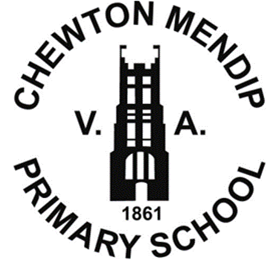 CHEWTON MENDIP
V. A.
1861
PRIMARY SCHOOL